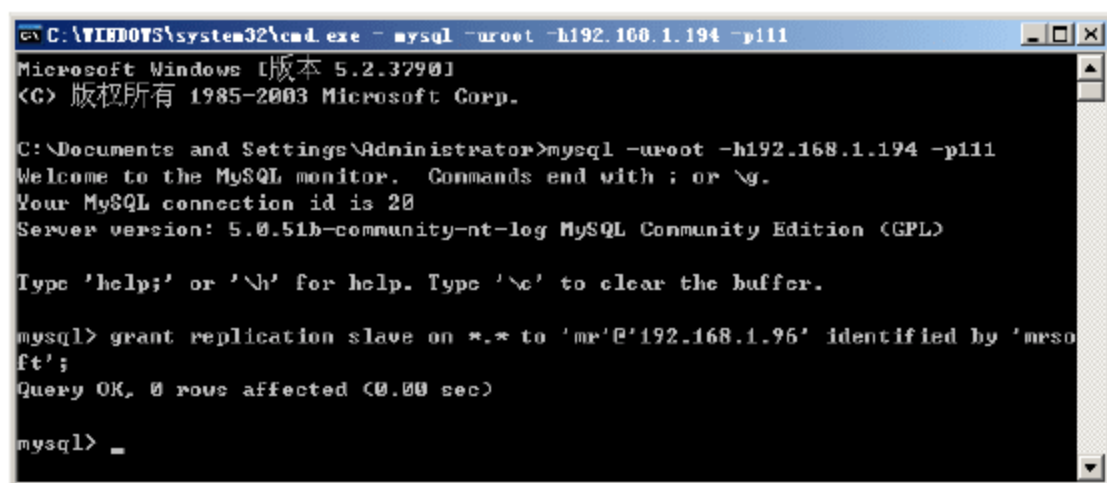 C:\WINDOWS\system32\cmd.exe - mysql -uroot -h192.168.1.194 -p111
Microsoft Windows [版本 5.2.3790]
(C) 版权所有 1985-2003 Microsoft Corp.
C:\Documents and Settings\Administrator>mysql -uroot -h192.168.1.194 -p111
Welcome to the MySQL monitor.  Commands end with ; or \g.
Your MySQL connection id is 20
Server version: 5.0.51b-community-nt-log MySQL Community Edition (GPL)
Type 'help;' or '\h' for help. Type '\c' to clear the buffer.
mysql> grant replication slave on *.* to 'mr'@'192.168.1.96' identified by 'mrso
ft';
Query OK, 0 rows affected (0.00 sec)
mysql> _